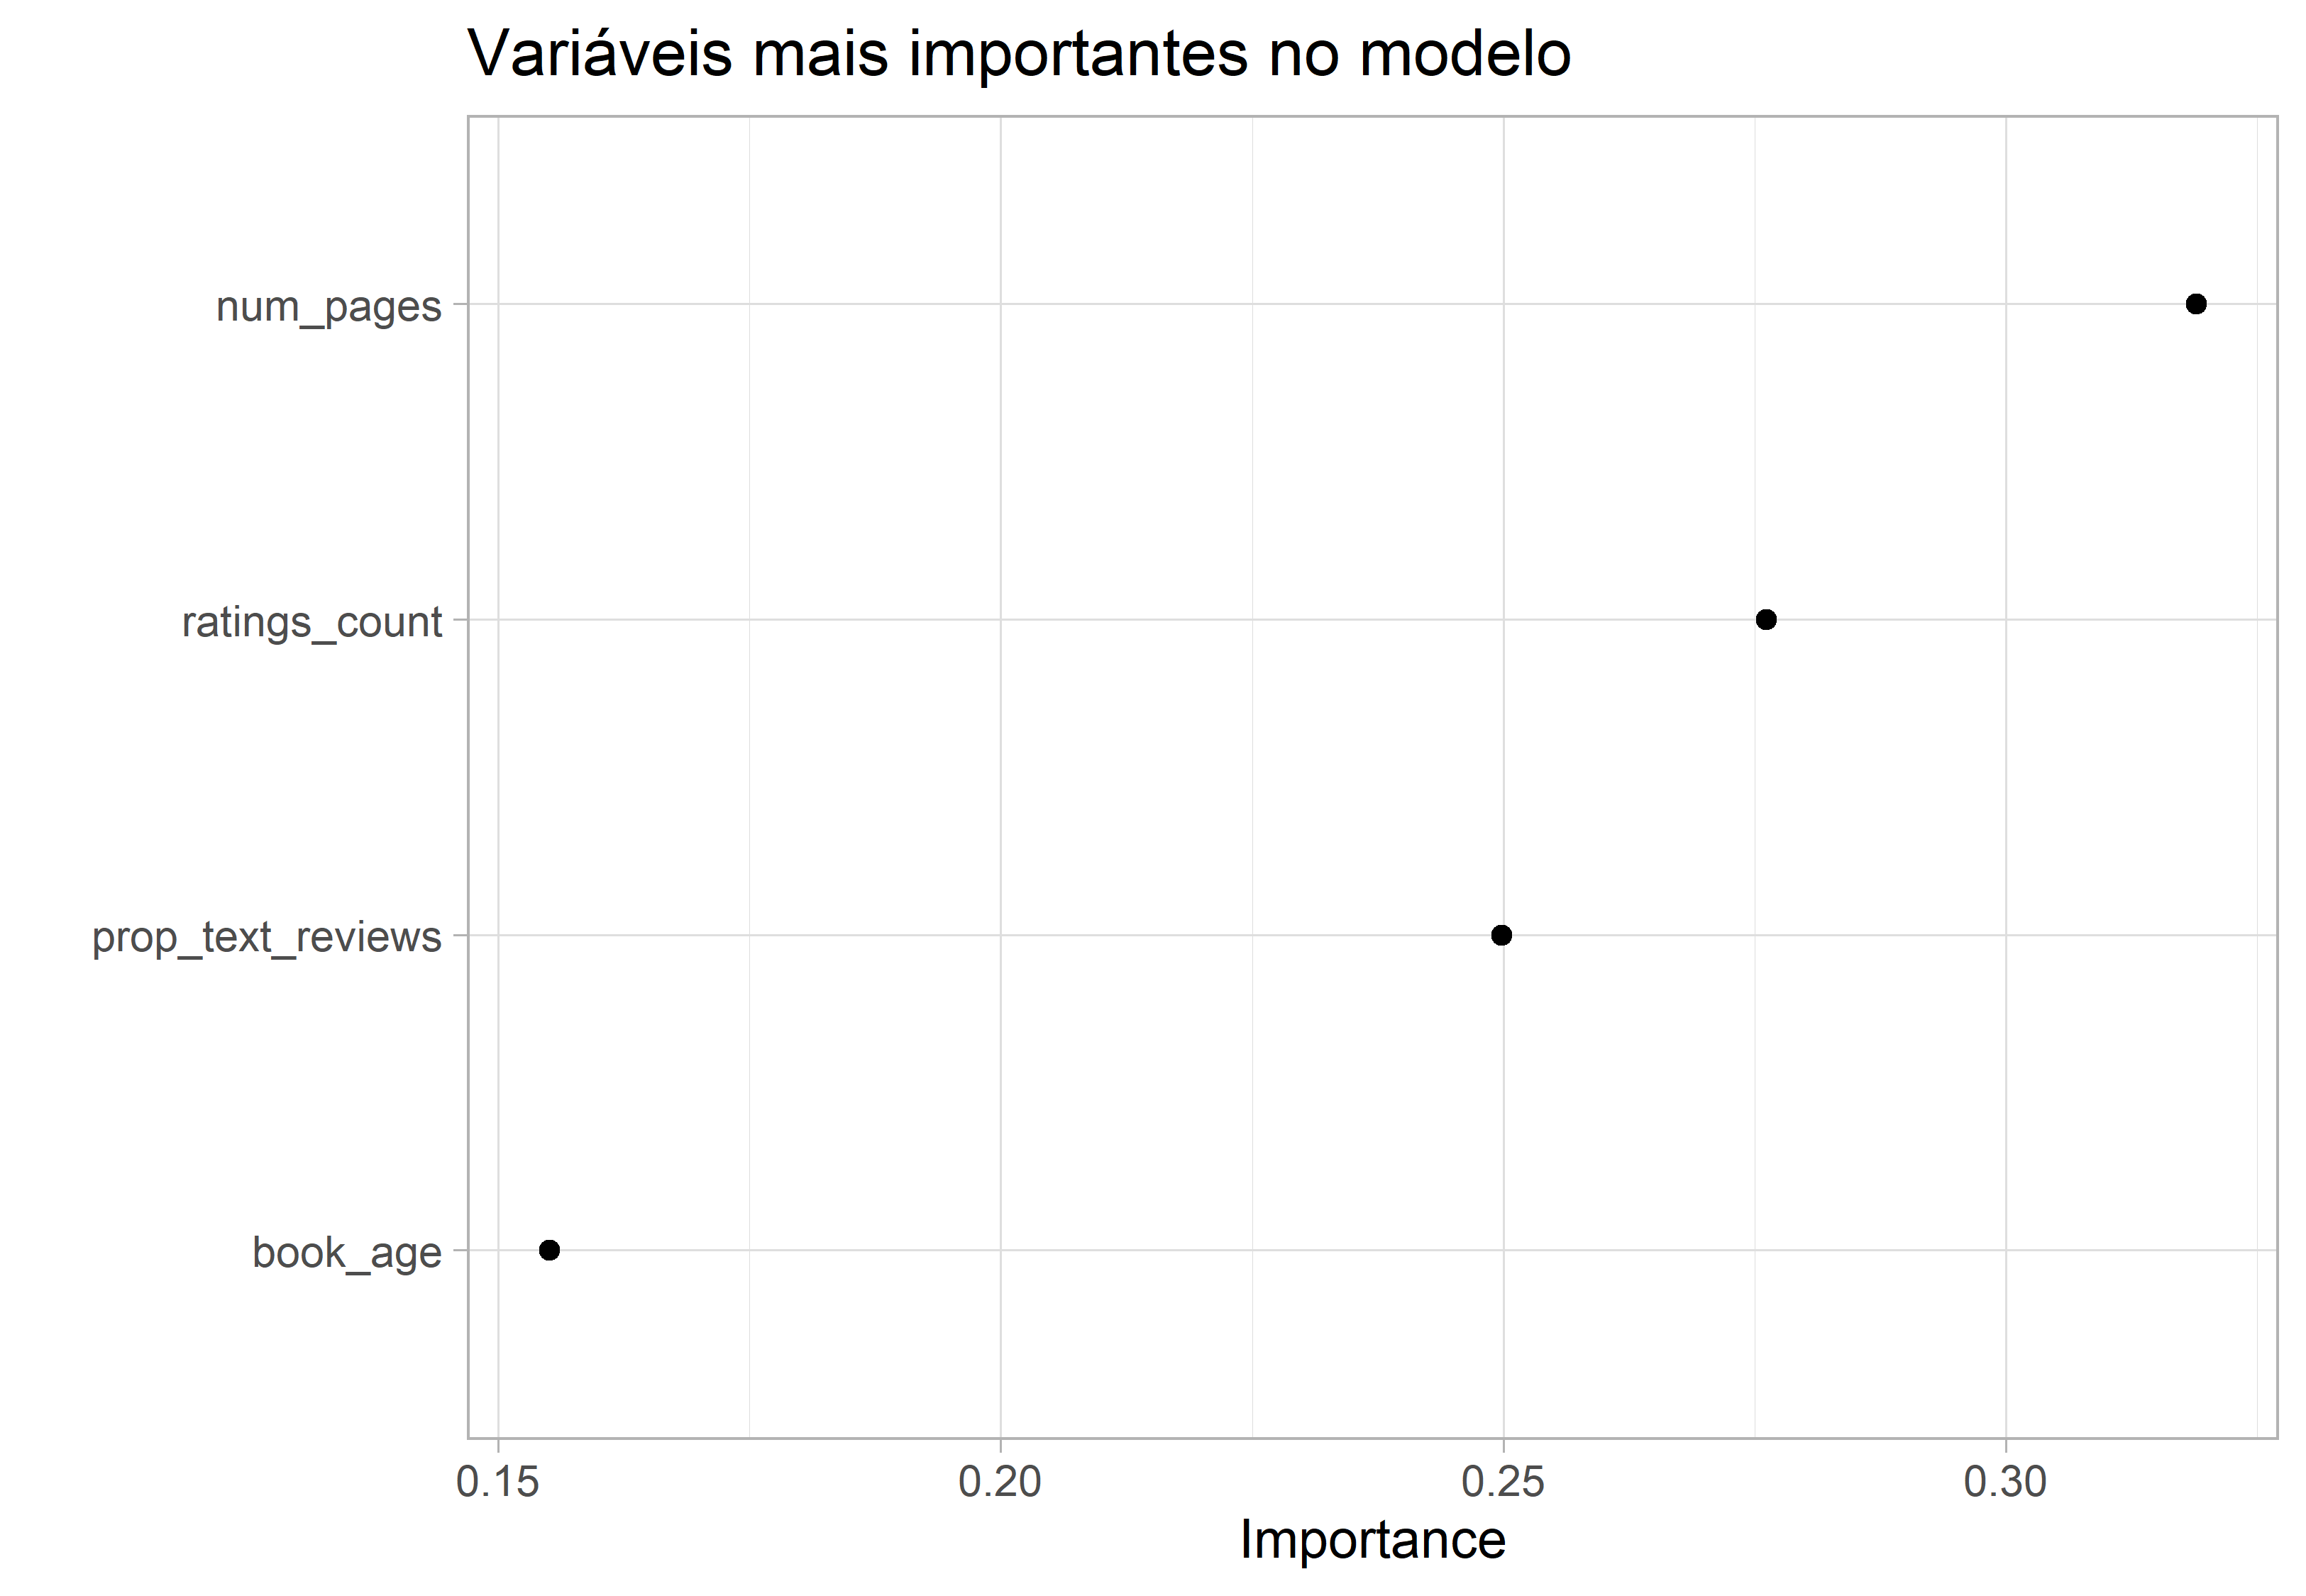 Variáveis mais importantes no modelo
num_pages
ratings_count
prop_text_reviews
book_age
0.15 0.20 0.25 0.30
Importance